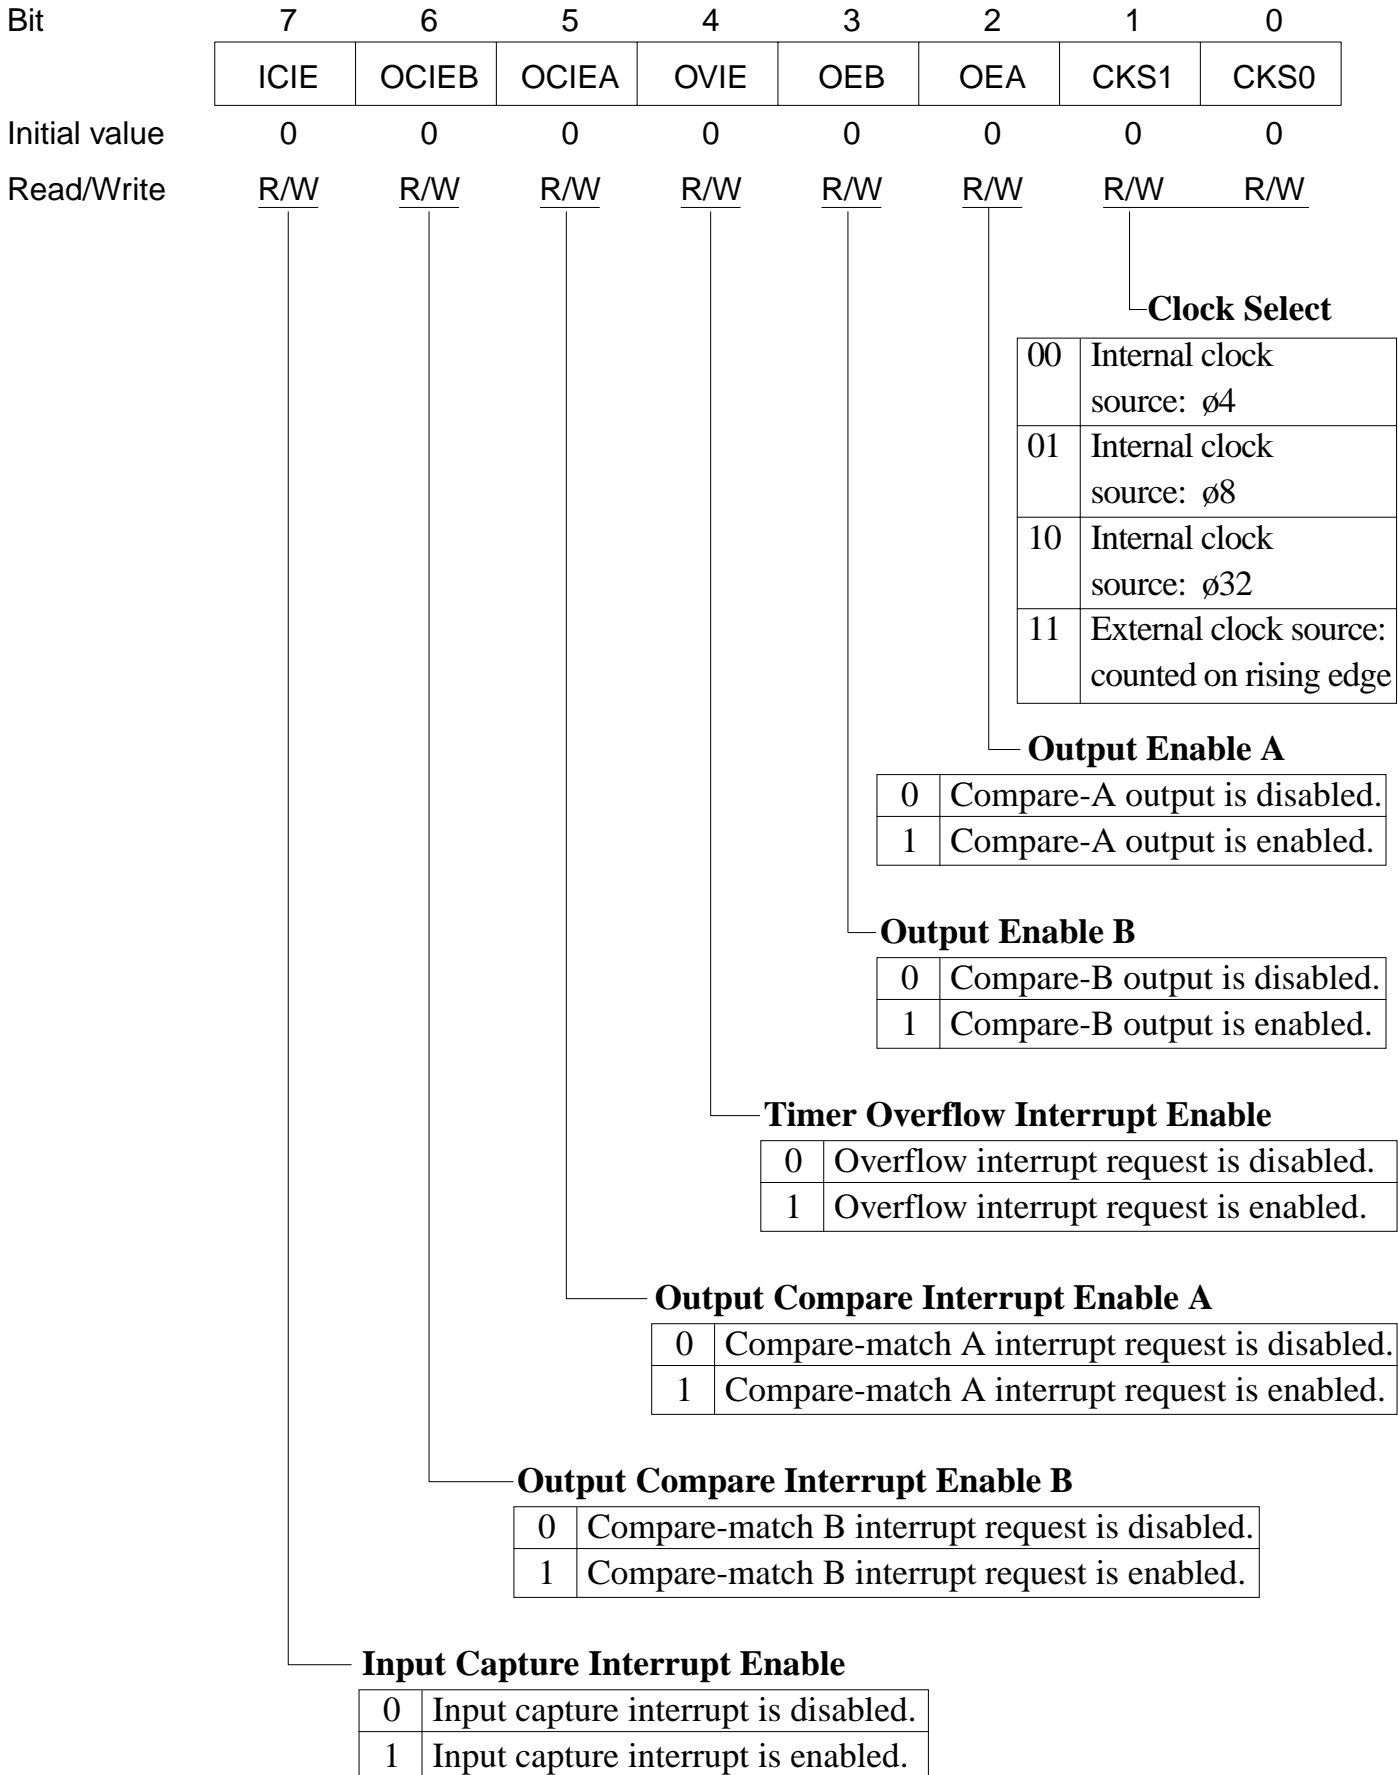 Bit 7 6 5 4 3 2 1 0
ICIE OCIEB OCIEA OVIE OEB OEA CKS1 CKS0
Initial value 0 0 0 0 0 0 0 0
Read/Write R/W R/W R/W R/W R/W R/W R/W R/W
Clock Select
00 Internal clock
source: ø4
01 Internal clock
source: ø8
10 Internal clock
source: ø32
11 External clock source:
counted on rising edge
Output Enable A
0 Compare-A output is disabled.
1 Compare-A output is enabled.
Output Enable B
0 Compare-B output is disabled.
1 Compare-B output is enabled.
Timer Overflow Interrupt Enable
0 Overflow interrupt request is disabled.
1 Overflow interrupt request is enabled.
Output Compare Interrupt Enable A
0 Compare-match A interrupt request is disabled.
1 Compare-match A interrupt request is enabled.
Output Compare Interrupt Enable B
0 Compare-match B interrupt request is disabled.
1 Compare-match B interrupt request is enabled.
Input Capture Interrupt Enable
0 Input capture interrupt is disabled.
1 Input capture interrupt is enabled.